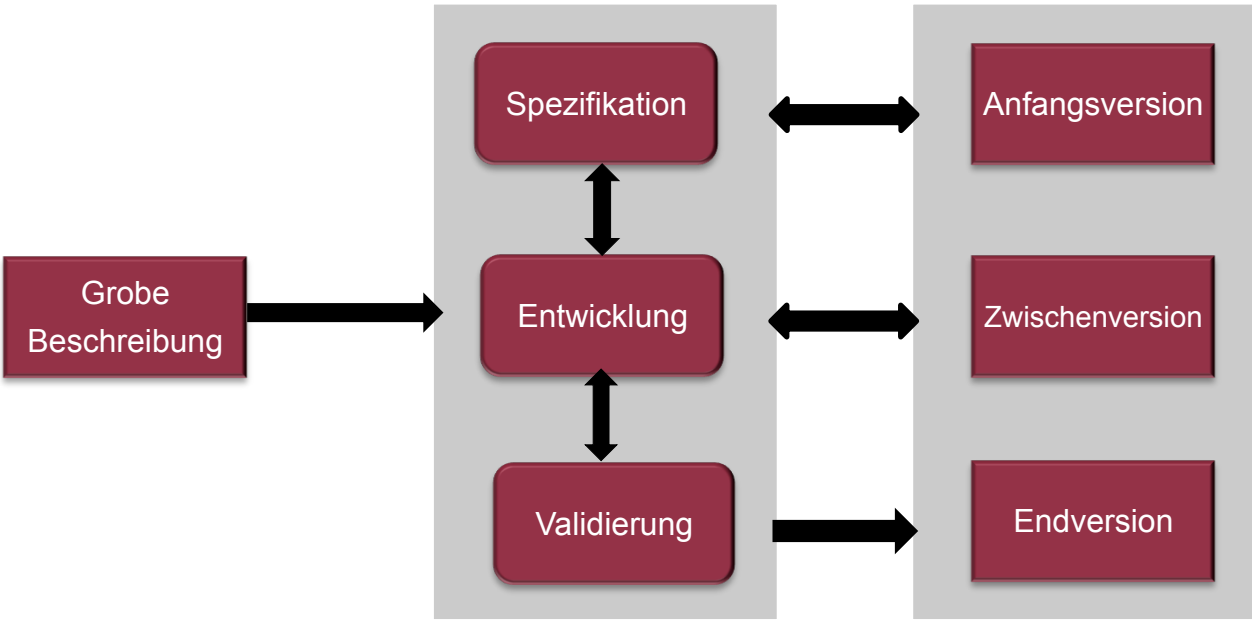 Spezifikation
Anfangsversion
Grobe
Beschreibung
Entwicklung
Zwischenversion
Validierung
Endversion